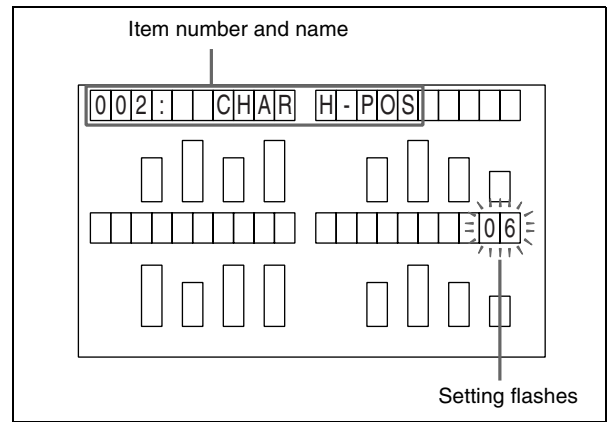 Item number and name
002: CHAR H-POS
06
Setting flashes